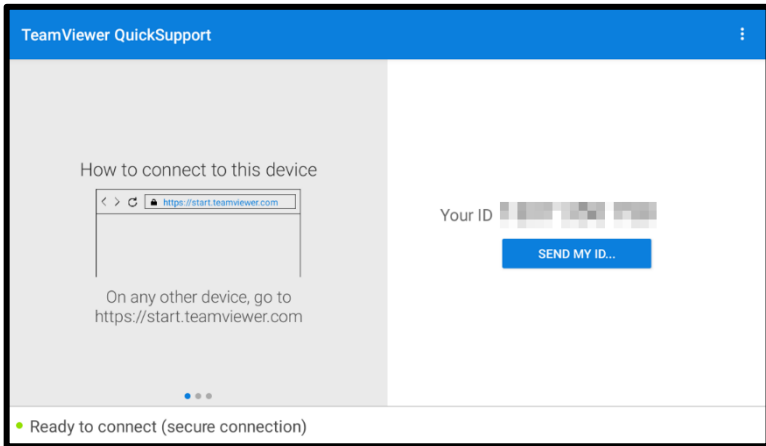 TeamViewer QuickSupport
How to connect to this device
https://start.teamviewer.com
On any other device, go to
https://start.teamviewer.com
Your ID
SEND MY ID...
Ready to connect (secure connection)